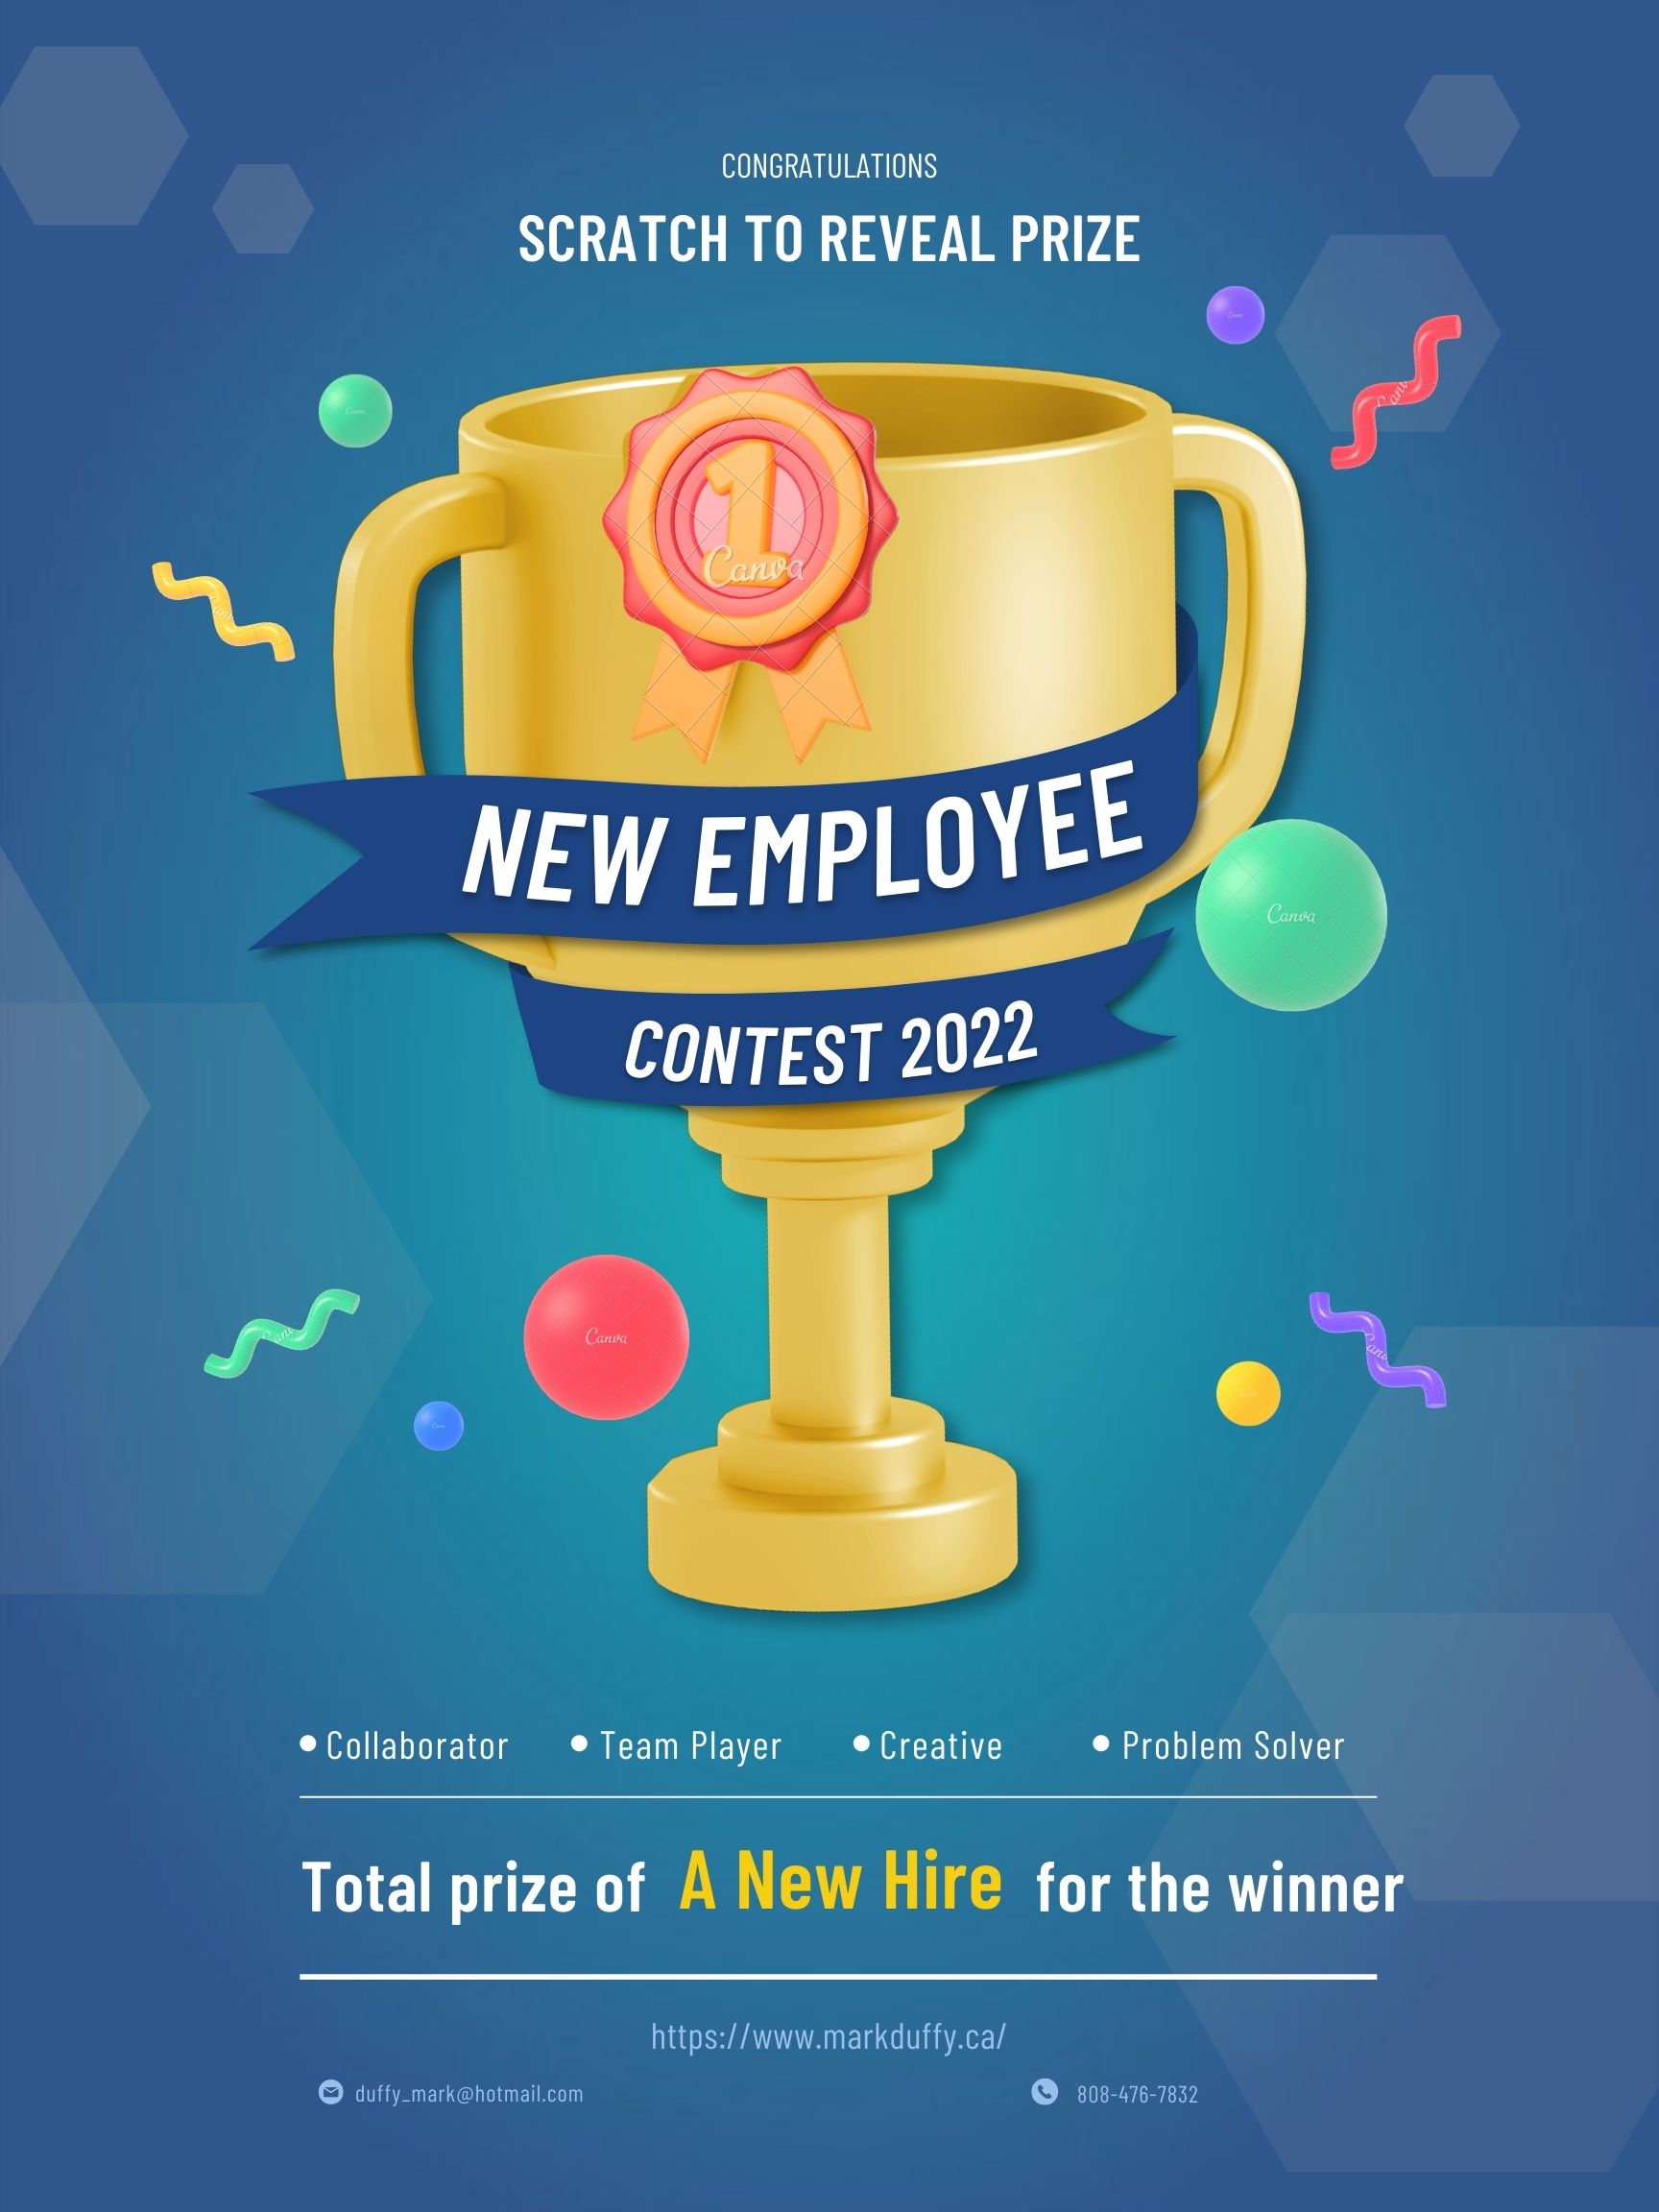 CONGRATULATIONS
SCRATCH TO REVEAL PRIZE
1
Canva
NEW EMPLOYEE
Canva
CONTEST 2022
Canva
• Collaborator • Team Player • Creative • Problem Solver
Total prize of A New Hire for the winner
https://www.markduffy.ca/
duffy_mark@hotmail.com 808-476-7832